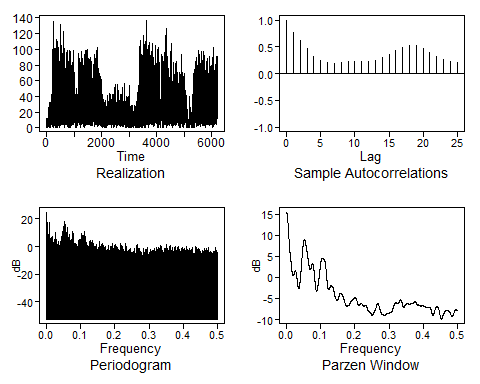 140
120
100
80
60
40
20
0
0 2000 4000 6000
Time
Realization
1.0
0.5
0.0
-0.5
-1.0
0 5 10 15 20 25
Lag
Sample Autocorrelations
20
0
-20
-40
dB
0.0 0.1 0.2 0.3 0.4 0.5
Frequency
Periodogram
15
10
5
0
-5
-10
dB
0.0 0.1 0.2 0.3 0.4 0.5
Frequency
Parzen Window